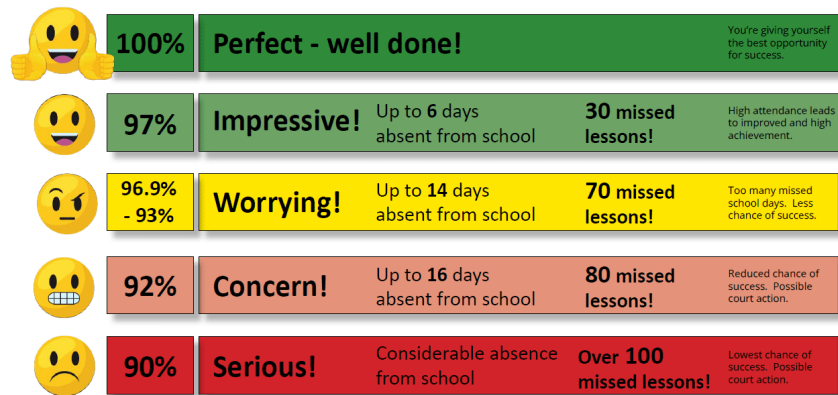 100%
Perfect - well done!
You're giving yourself
the best opportunity
for success.
97%
Impressive!
Up to 6 days
absent from school
30 missed
lessons!
High attendance leads
to improved and high
achievement.
96.9%
- 93%
Worrying!
Up to 14 days
absent from school
70 missed
lessons!
Too many missed
school days. Less
chance of success.
92%
Concern!
Up to 16 days
absent from school
80 missed
lessons!
Reduced chance of
success. Possible
court action.
90%
Serious!
Considerable absence
from school
Over 100
missed lessons!
Lowest chance of
success. Possible
court action.